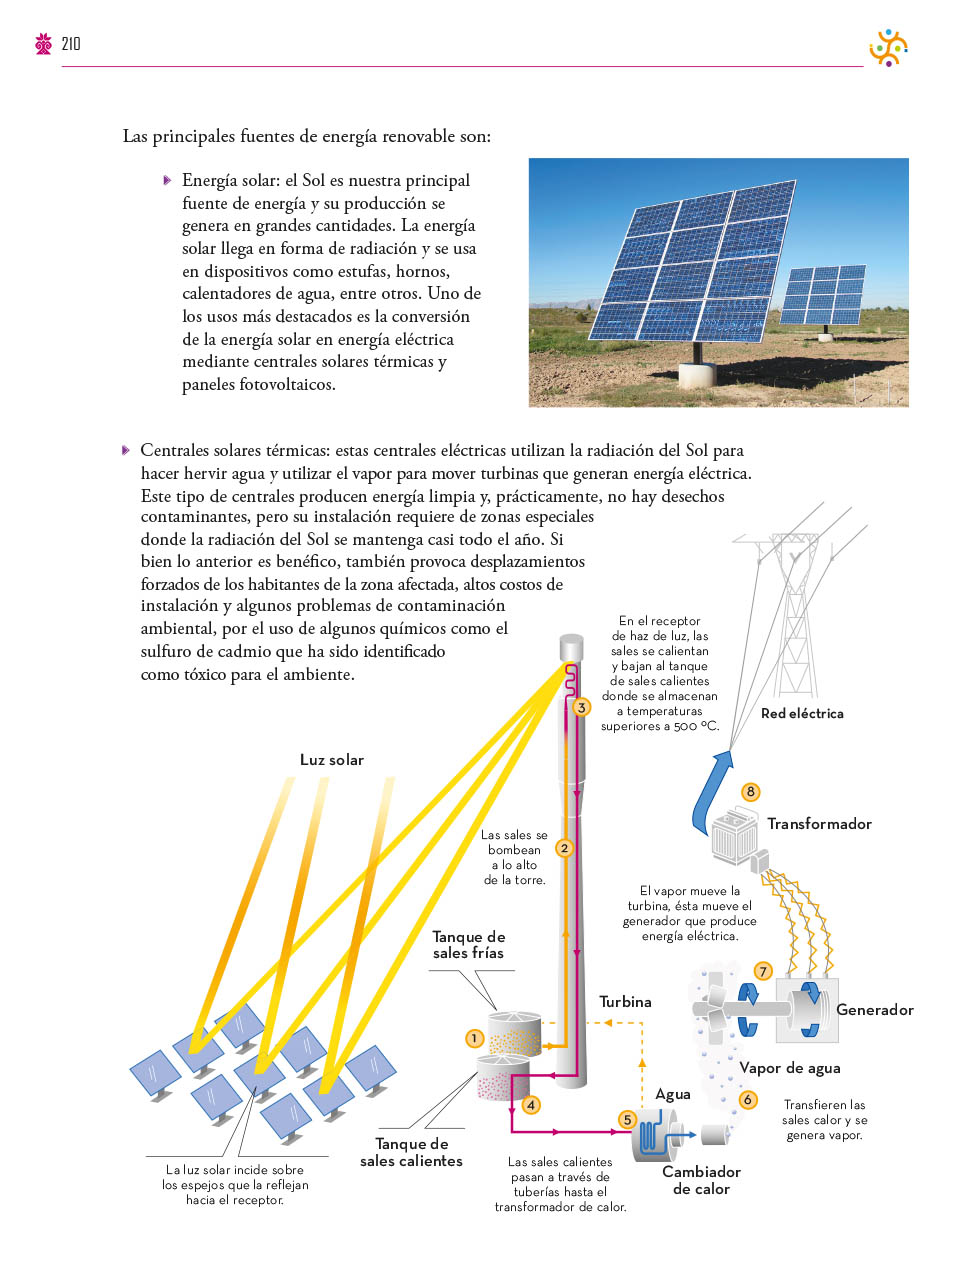 210
Las principales fuentes de energía renovable son:
Energía solar: el Sol es nuestra principal
fuente de energía y su producción se
genera en grandes cantidades. La energía
solar llega en forma de radiación y se usa
en dispositivos como estufas, hornos,
calentadores de agua, entre otros. Uno de
los usos más destacados es la conversión
de la energía solar en energía eléctrica
mediante centrales solares térmicas y
paneles fotovoltaicos.
Centrales solares térmicas: estas centrales eléctricas utilizan la radiación del Sol para
hacer hervir agua y utilizar el vapor para mover turbinas que generan energía eléctrica.
Este tipo de centrales producen energía limpia y, prácticamente, no hay desechos
contaminantes, pero su instalación requiere de zonas especiales
donde la radiación del Sol se mantenga casi todo el año. Si
bien lo anterior es benéfico, también provoca desplazamientos
forzados de los habitantes de la zona afectada, altos costos de
instalación y algunos problemas de contaminación
ambiental, por el uso de algunos químicos como el
sulfuro de cadmio que ha sido identificado
como tóxico para el ambiente.
En el receptor
de haz de luz, las
sales se calientan
y bajan al tanque
de sales calientes
donde se almacenan
a temperaturas
superiores a 500 ºC.
3
Red eléctrica
Luz solar
8
Transformador
Las sales se
bombean
a lo alto
de la torre.
2
El vapor mueve la
turbina, ésta mueve el
generador que produce
energía eléctrica.
Tanque de
sales frías
7
Turbina
Generador
1
Vapor de agua
Agua
6
Transfieren las
sales calor y se
genera vapor.
4
5
Tanque de
sales calientes
Cambiador
de calor
La luz solar incide sobre
los espejos que la reflejan
hacia el receptor.
Las sales calientes
pasan a través de
tuberías hasta el
transformador de calor.